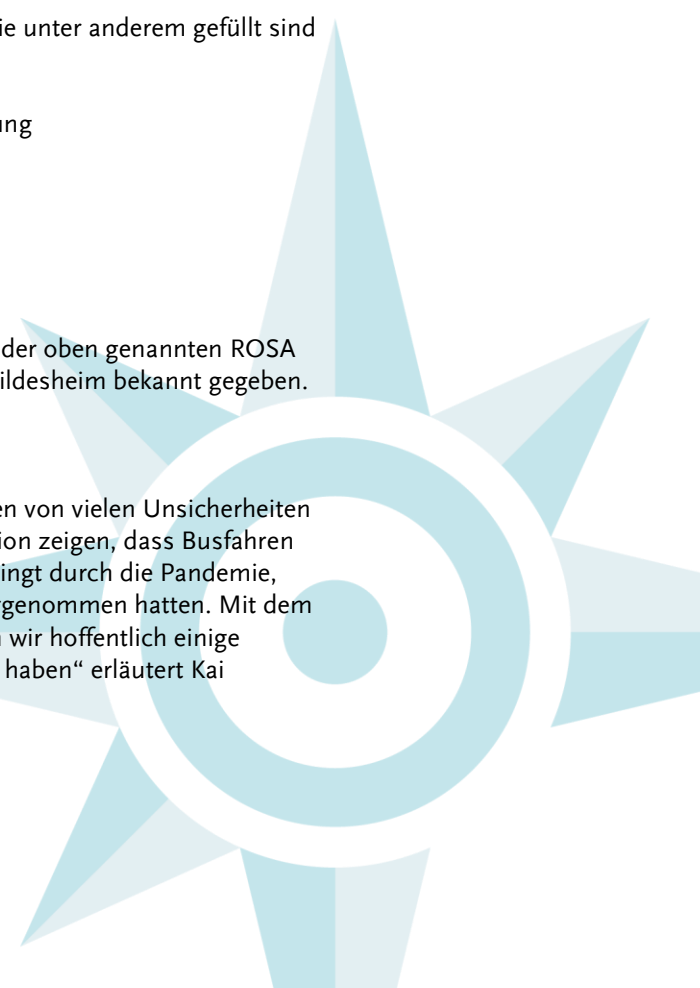 ie unter anderem gefüllt sind
ung
der oben genannten ROSA
ildesheim bekannt gegeben.
en von vielen Unsicherheiten
ion zeigen, dass Busfahren
ingt durch die Pandemie,
rgenommen hatten. Mit dem
n wir hoffentlich einige
haben“ erläutert Kai